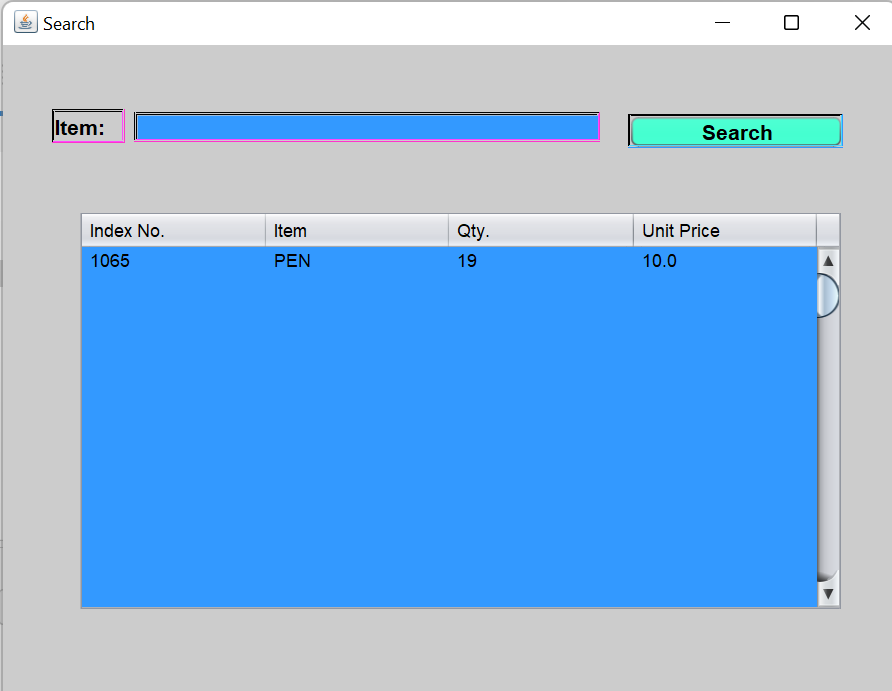 Search
Item:
Search
Index No. Item Qty. Unit Price
1065 PEN 19 10.0